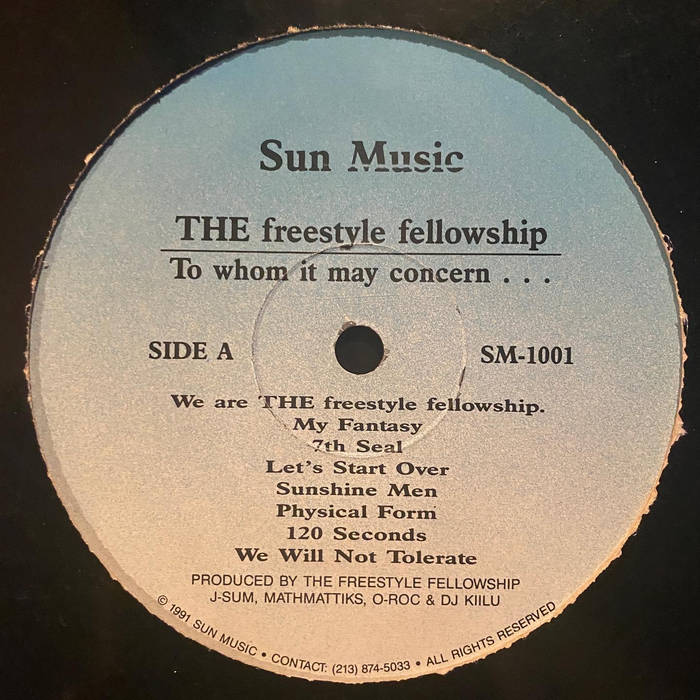 Sun Music
THE freestyle fellowship
To whom it may concern . . .
SIDE A
SM-1001
We are THE freestyle fellowship.
My Fantasy
7th Seal
Let's Start Over
Sunshine Men
Physical Form
120 Seconds
We Will Not Tolerate
PRODUCED BY THE FREESTYLE FELLOWSHIP
J-SUM, MATHMATTIKS, O-ROC & DJ KIILU
© 1991 SUN MUSIC • CONTACT: (213) 874-5033 • ALL RIGHTS RESERVED